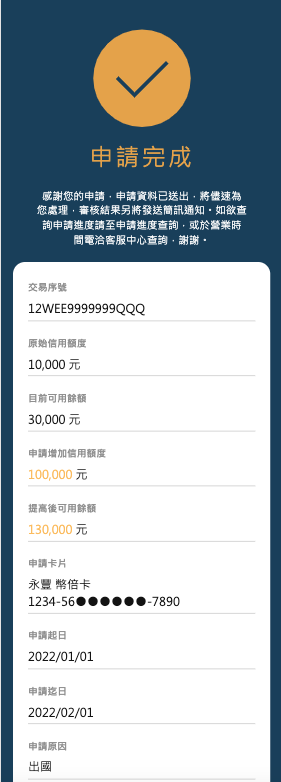 申請完成
感謝您的申請，申請資料已送出，將儘速為
您處理，審核結果另將發送簡訊通知。如欲查
詢申請進度請至申請進度查詢，或於營業時
間電洽客服中心查詢，謝謝。
交易序號
12WEE9999999QQQ
原始信用額度
10,000 元
目前可用餘額
30,000 元
申請增加信用額度
100,000 元
提高後可用餘額
130,000 元
申請卡片
永豐 幣倍卡
1234-56●●●●●●-7890
申請起日
2022/01/01
申請迄日
2022/02/01
申請原因
出國